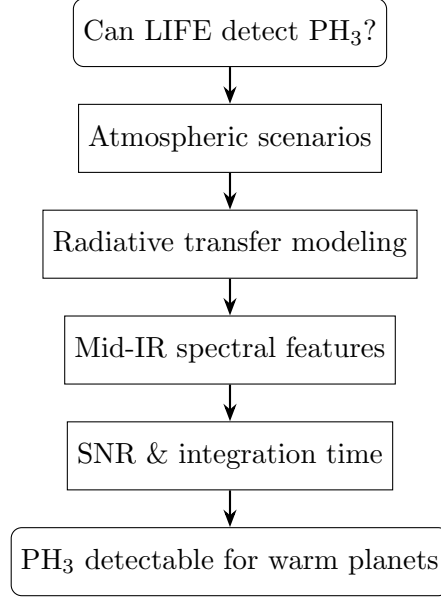 Can LIFE detect PH₃?
Atmospheric scenarios
Radiative transfer modeling
Mid-IR spectral features
SNR & integration time
PH₃ detectable for warm planets